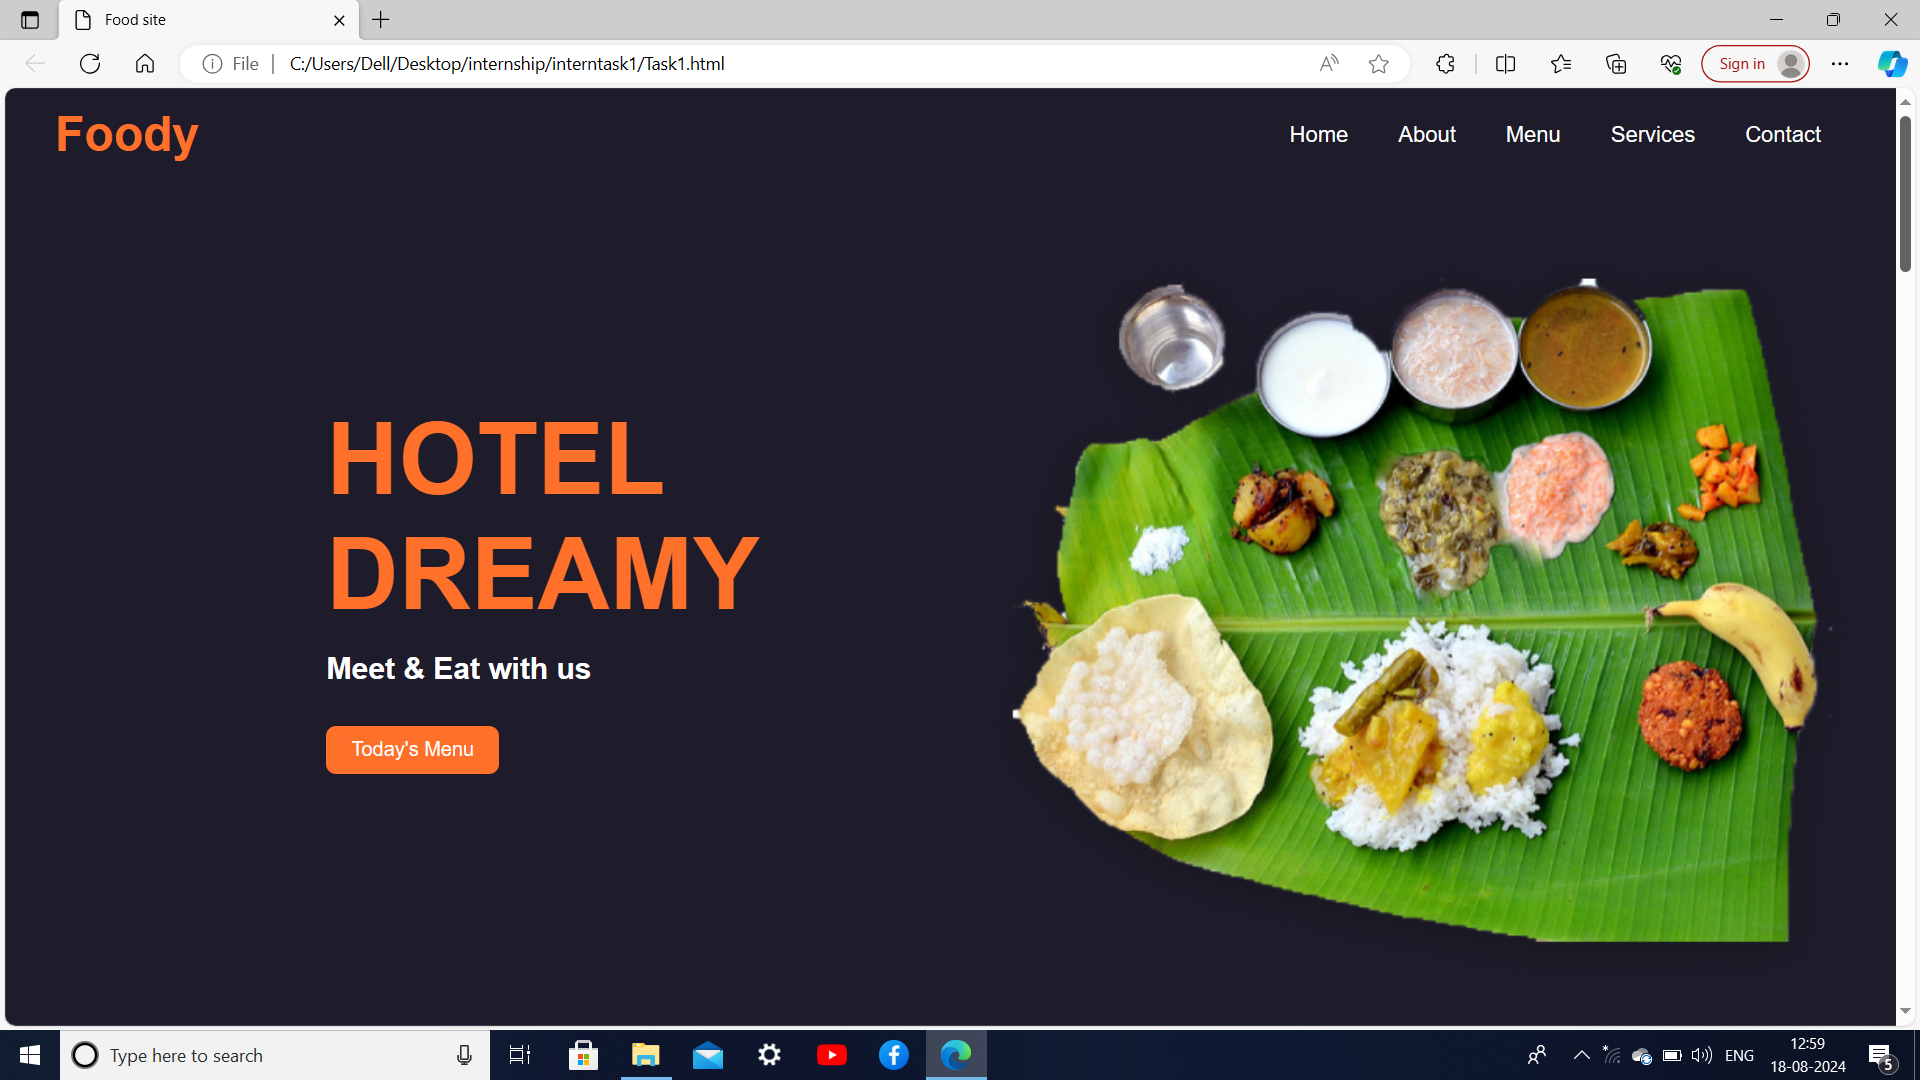 Food site
File
C:/Users/Dell/Desktop/internship/interntask1/Task1.html
Sign in
Foody
Home
About
Menu
Services
Contact
HOTEL
DREAMY
Meet & Eat with us
Today's Menu
Type here to search
ENG
12:59
18-08-2024
5